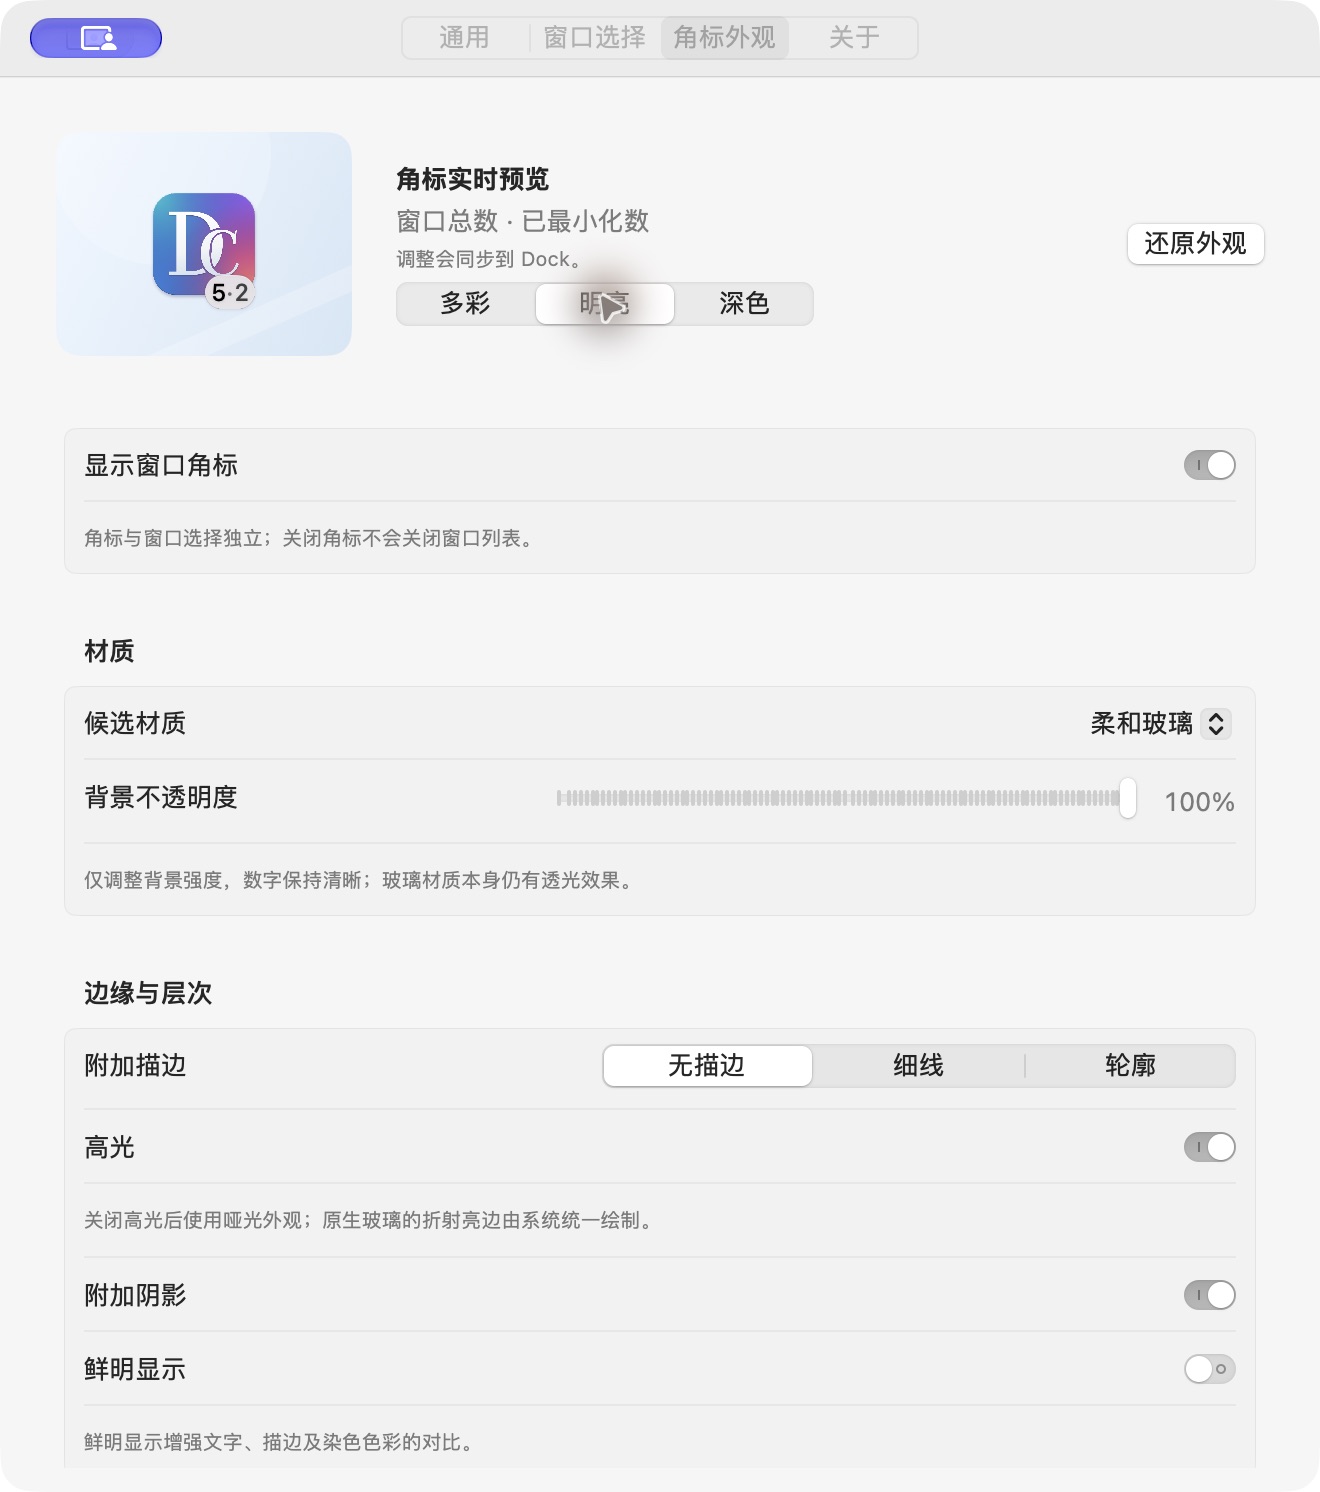 通用 窗口选择 角标外观 关于
DC
5·2
角标实时预览
窗口总数 · 已最小化数
调整会同步到 Dock。
还原外观
多彩 明亮 深色
显示窗口角标
角标与窗口选择独立；关闭角标不会关闭窗口列表。
材质
候选材质 柔和玻璃
背景不透明度 100%
仅调整背景强度，数字保持清晰；玻璃材质本身仍有透光效果。
边缘与层次
附加描边 无描边 细线 轮廓
高光
关闭高光后使用哑光外观；原生玻璃的折射亮边由系统统一绘制。
附加阴影
鲜明显示
鲜明显示增强文字、描边及染色色彩的对比。